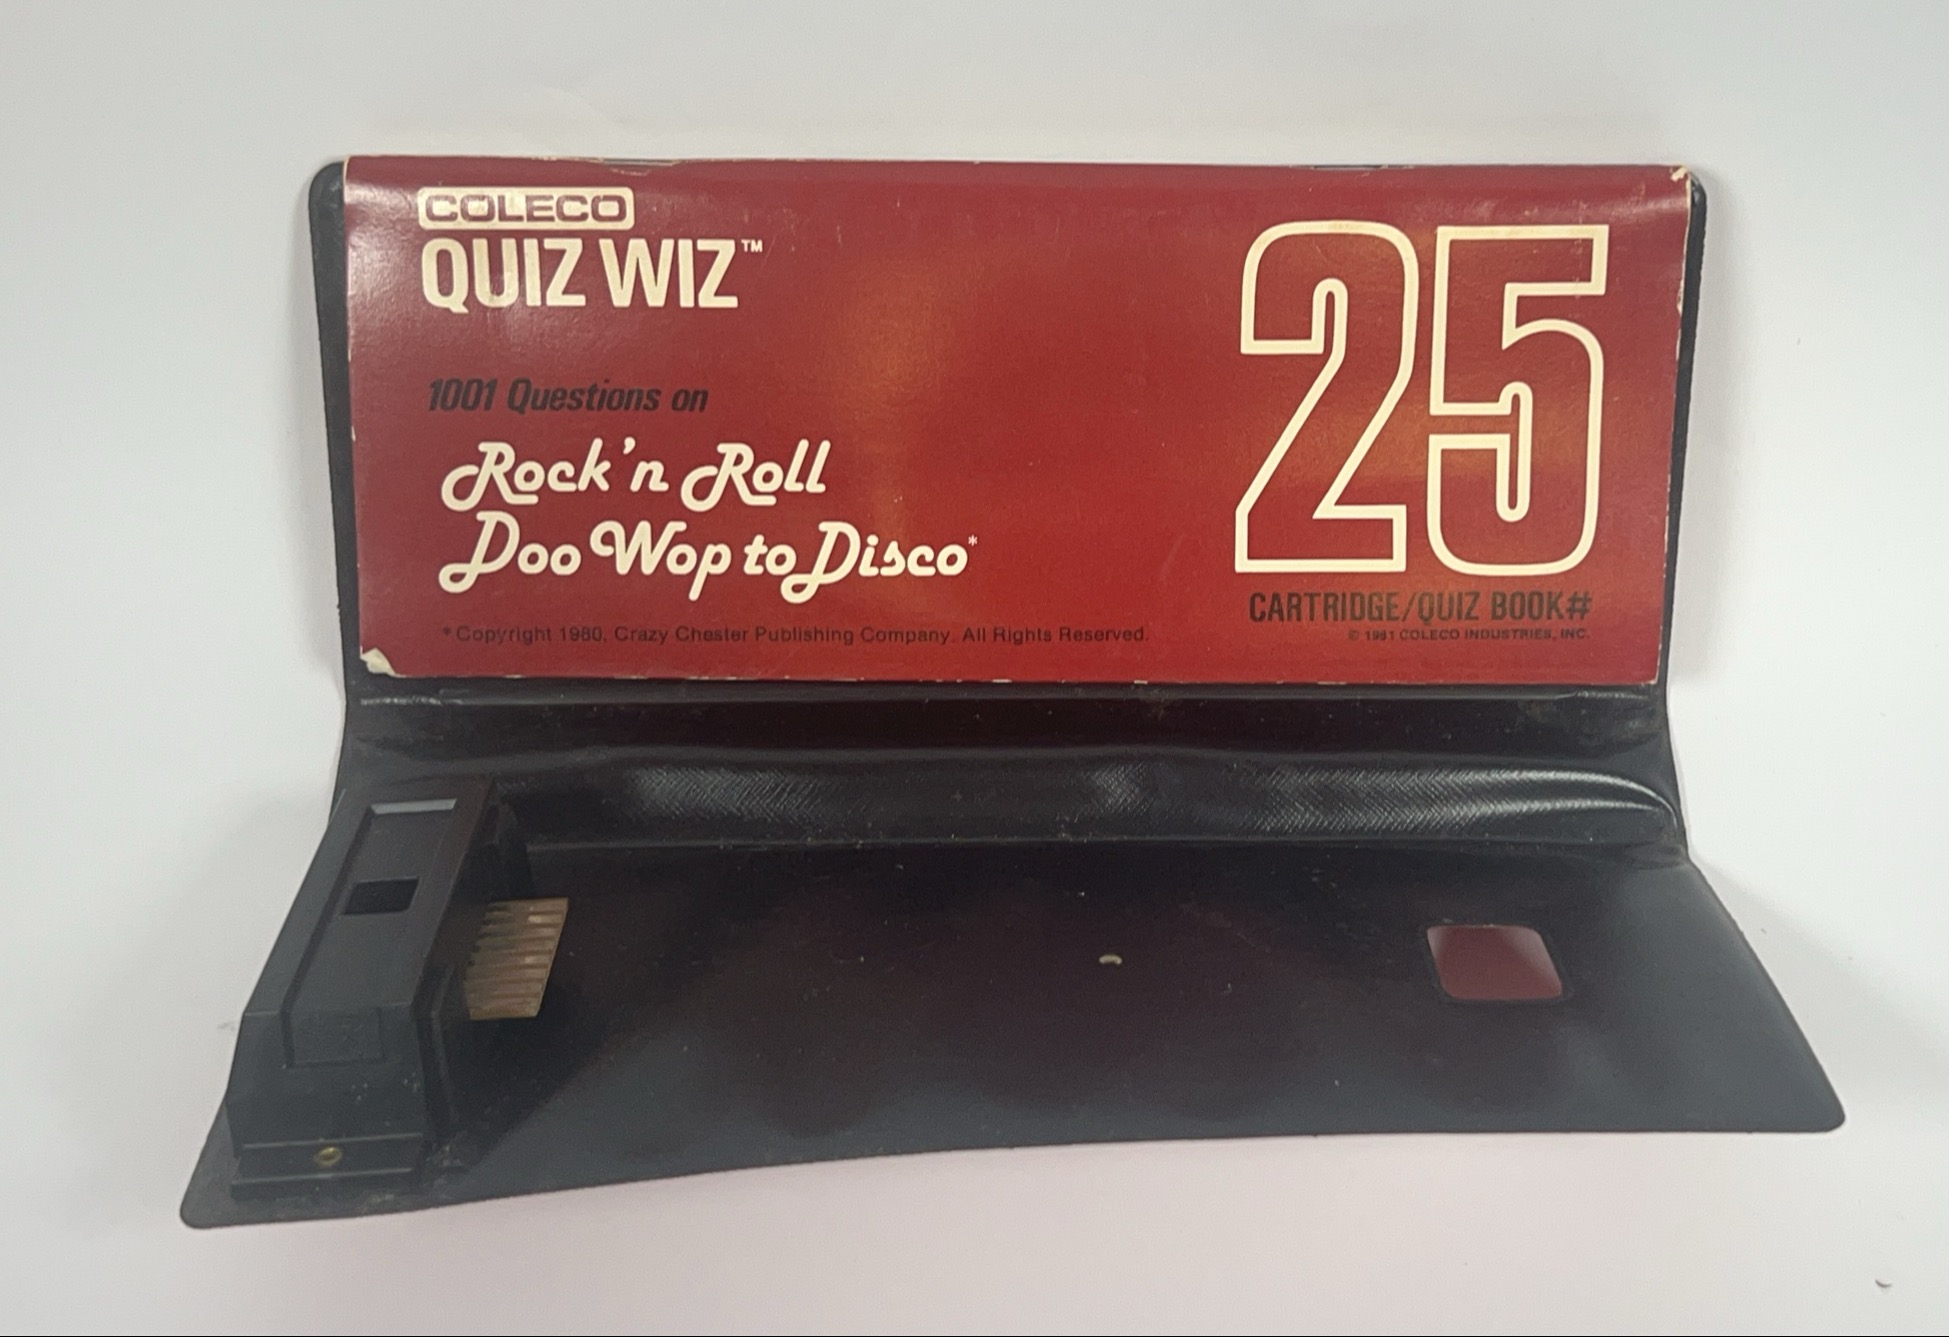 COLECO
QUIZ WIZ™
1001 Questions on
Rock 'n Roll
Doo Wop to Disco*
*Copyright 1980, Crazy Chester Publishing Company. All Rights Reserved.
25
CARTRIDGE/QUIZ BOOK#
© 1981 COLECO INDUSTRIES, INC.